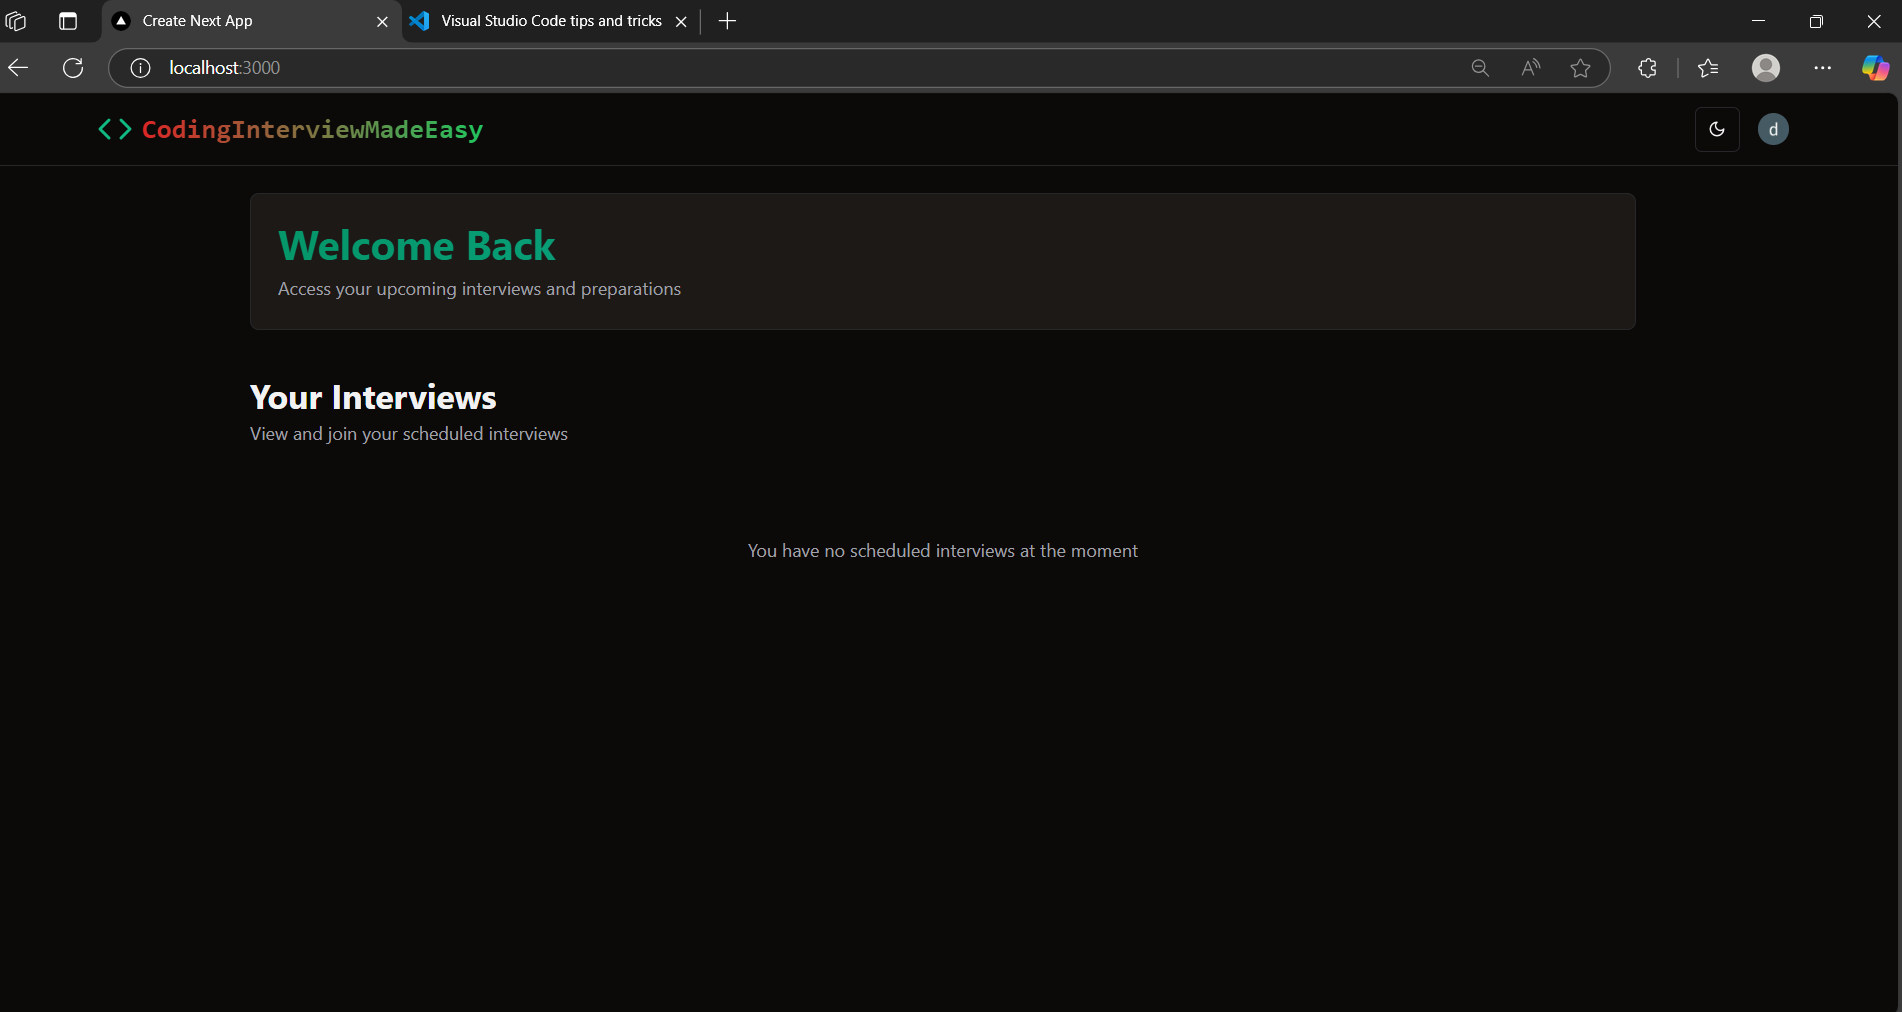 Create Next App
Visual Studio Code tips and tricks
localhost:3000
<> CodingInterviewMadeEasy
d
Welcome Back
Access your upcoming interviews and preparations
Your Interviews
View and join your scheduled interviews
You have no scheduled interviews at the moment